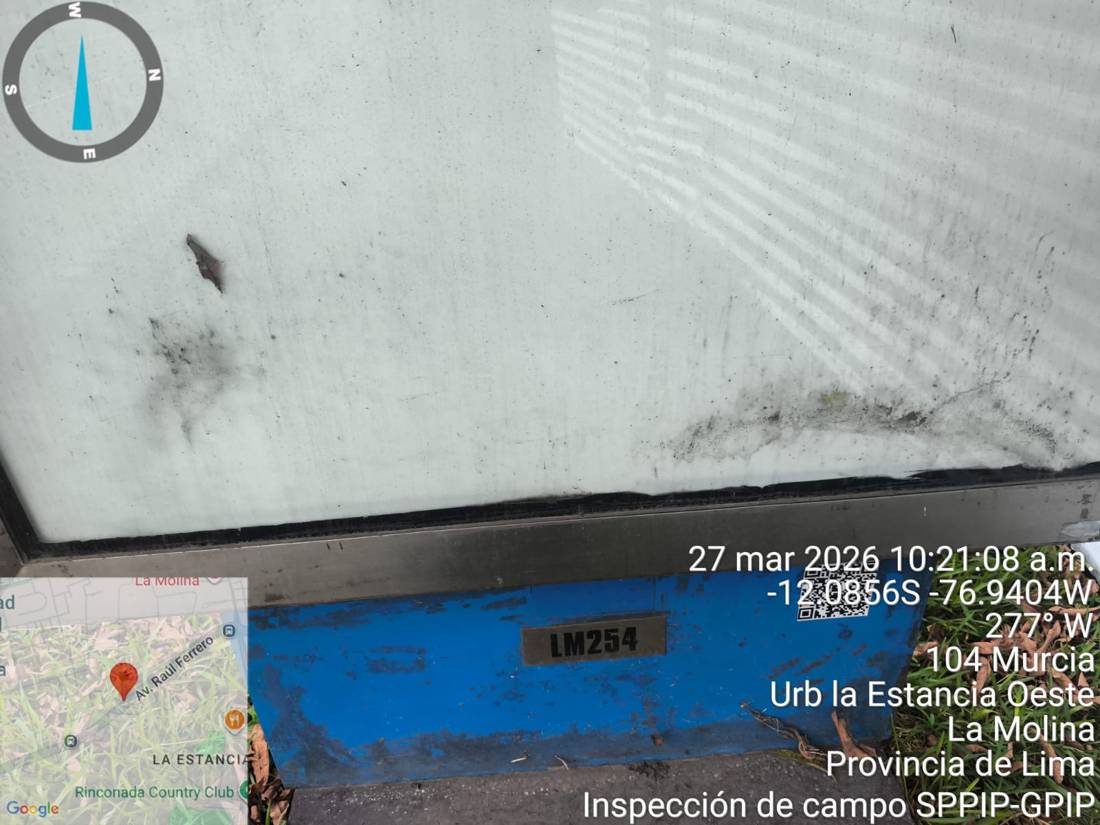 W
N
S
E
LM254
27 mar 2026 10:21:08 a.m.
-12.0856S -76.9404W
277° W
104 Murcia
Urb la Estancia Oeste
La Molina
Provincia de Lima
Inspección de campo SPPIP-GPIP
La Molina
ad
Av. Raúl Ferrero
LA ESTANCIA
Rinconada Country Club
Google